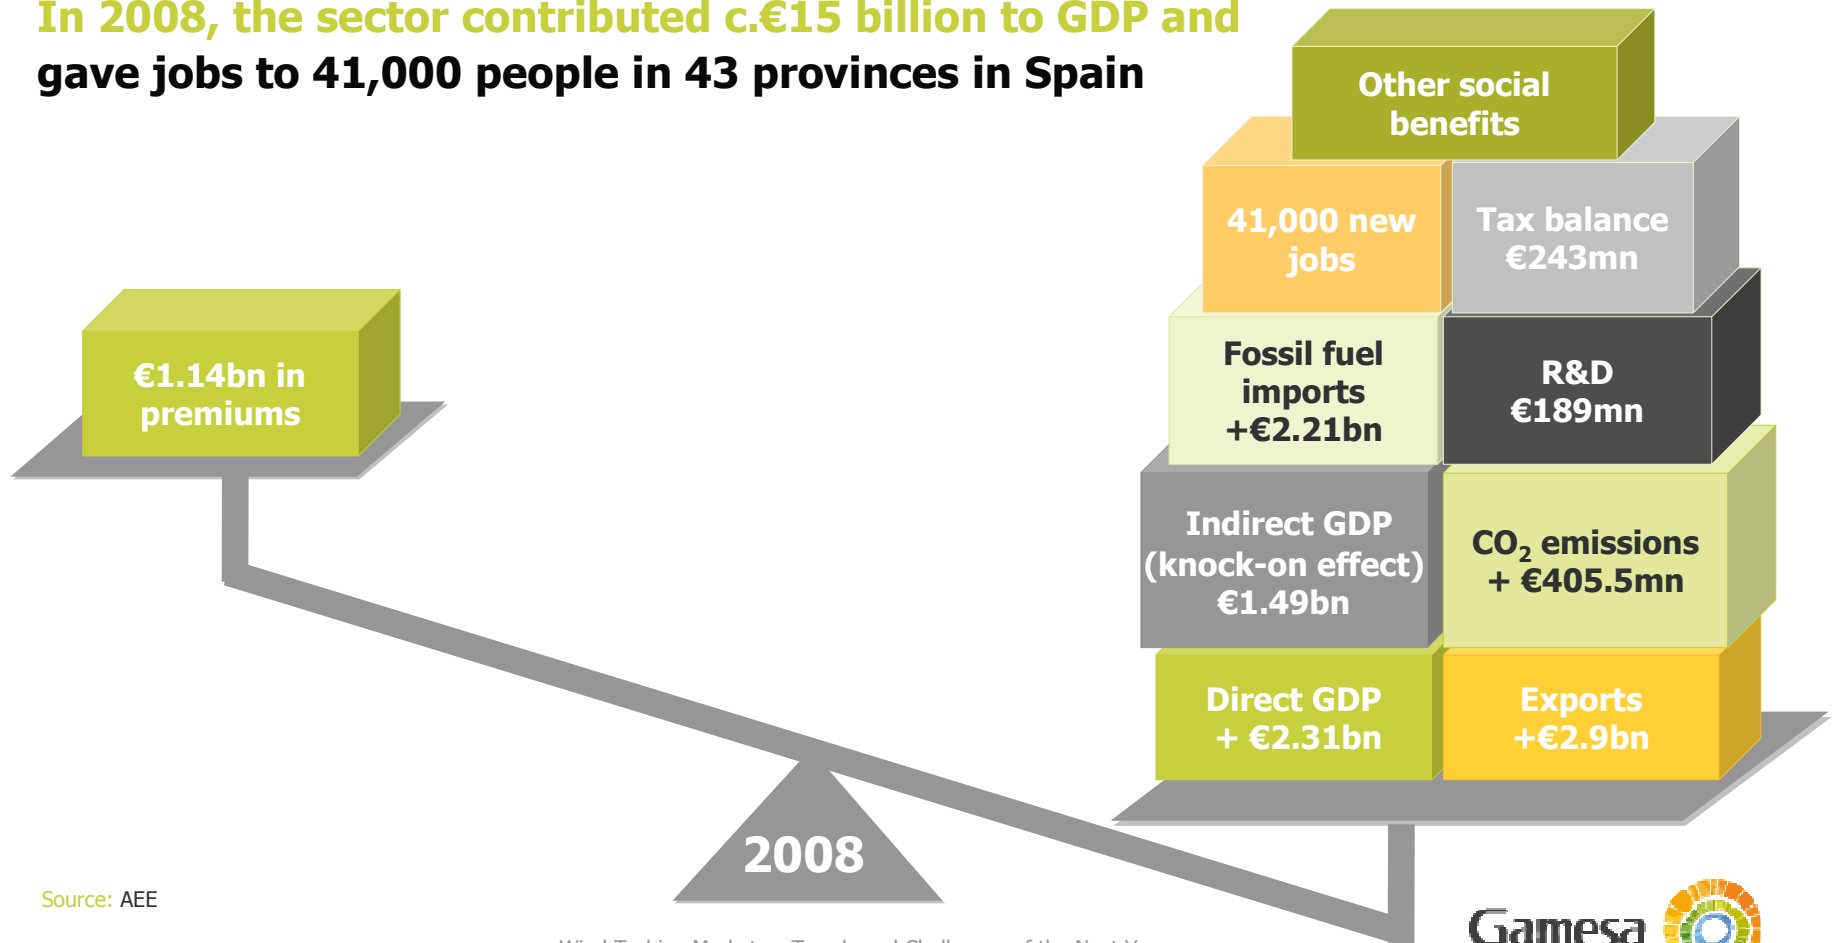 In 2008, the sector contributed c.€15 billion to GDP and
gave jobs to 41,000 people in 43 provinces in Spain
Other social
benefits
41,000 new
jobs
Tax balance
€243mn
€1.14bn in
premiums
Fossil fuel
imports
+€2.21bn
R&D
€189mn
Indirect GDP
(knock-on effect)
€1.49bn
CO₂ emissions
+ €405.5mn
Direct GDP
+ €2.31bn
Exports
+€2.9bn
2008
Source: AEE
Gamesa